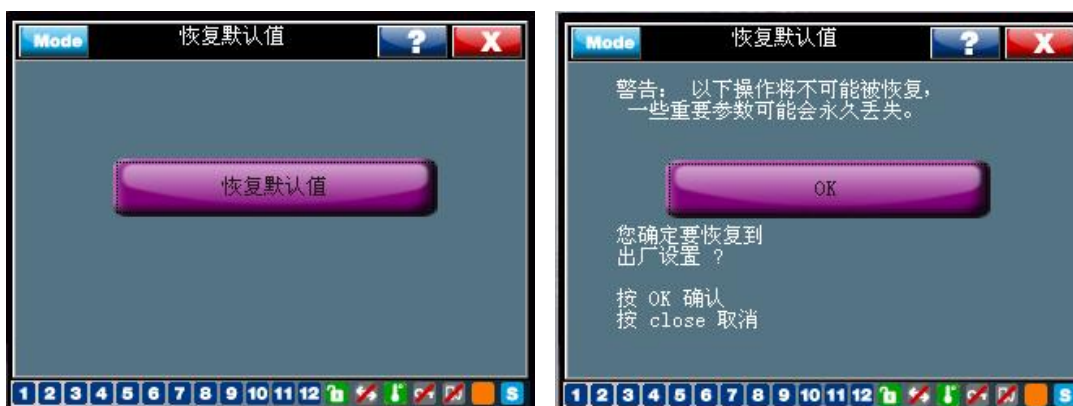 Mode 恢复默认值 ? X
恢复默认值
1 2 3 4 5 6 7 8 9 10 11 12 S
Mode 恢复默认值 ? X
警告: 以下操作将不可能被恢复,
一些重要参数可能会永久丢失。
OK
您确定要恢复到
出厂设置 ?
按 OK 确认
按 close 取消
1 2 3 4 5 6 7 8 9 10 11 12 S